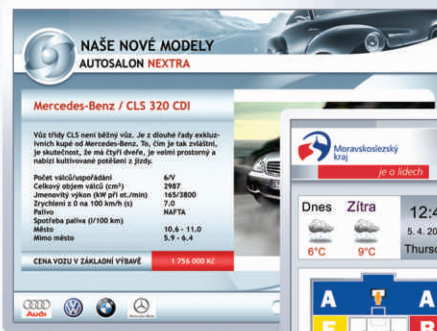 NAŠE NOVÉ MODELY
AUTOSALON NEXTRA
Mercedes-Benz / CLS 320 CDI
Vůz třídy CLS není běžný vůz. Je z dlouhé řady exkluz-
ivních kupé od Mercedes-Benz. To, čím je tak zvláštní,
je skutečnost, že má čtyři dveře, je velmi prostorný a
nabízí kultivované potěšení z jízdy.
Počet válců/uspořádání 6/V
Celkový objem válců (cm³) 2987
Jmenovitý výkon (kW při ot./min) 165/3800
Zrychlení z 0 na 100 km/h (s) 7.0
Palivo NAFTA
Spotřeba paliva (l/100 km)
Město 10.6 - 11.0
Mimo město 5.9 - 6.4
CENA VOZU V ZÁKLADNÍ VÝBAVĚ 1 756 000 Kč
Audi
Moravskoslezský
kraj
je o lidech
Dnes Zítra
12:4
5. 4. 20
6°C 9°C
Thursd
A A
E B